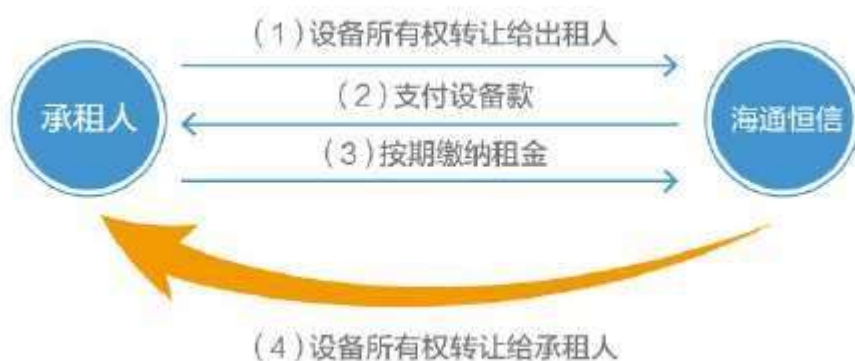 (1)设备所有权转让给出租人
(2)支付设备款
承租人
海通恒信
(3)按期缴纳租金
(4)设备所有权转让给承租人